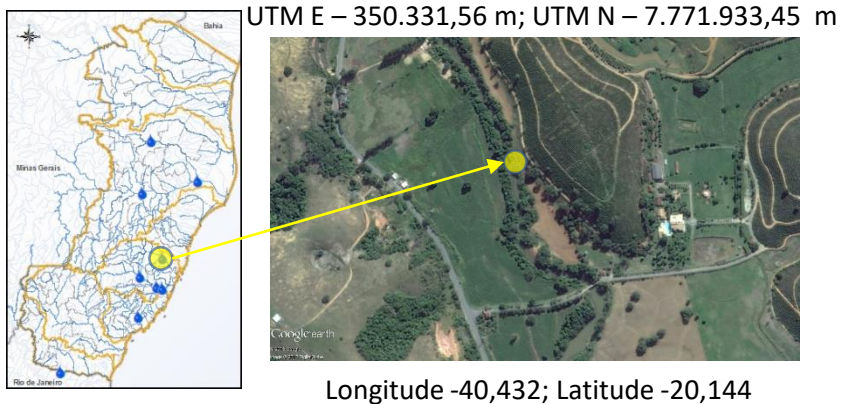 UTM E – 350.331,56 m; UTM N – 7.771.933,45 m
Bahia
Minas Gerais
Rio de Janeiro
Google earth
Longitude -40,432; Latitude -20,144